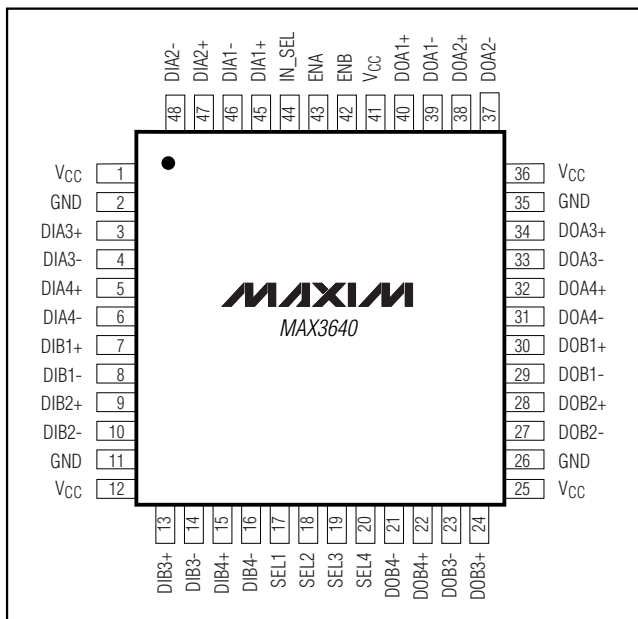 DIA2-
DIA2+
DIA1-
DIA1+
IN_SEL
ENA
ENB
VCC
DOA1+
DOA1-
DOA2+
DOA2-
48
47
46
45
44
43
42
41
40
39
38
37
VCC 1
GND 2
DIA3+ 3
DIA3- 4
DIA4+ 5
DIA4- 6
DIB1+ 7
DIB1- 8
DIB2+ 9
DIB2- 10
GND 11
VCC 12
MAXIM
MAX3640
36 VCC
35 GND
34 DOA3+
33 DOA3-
32 DOA4+
31 DOA4-
30 DOB1+
29 DOB1-
28 DOB2+
27 DOB2-
26 GND
25 VCC
13
14
15
16
17
18
19
20
21
22
23
24
DIB3+
DIB3-
DIB4+
DIB4-
SEL1
SEL2
SEL3
SEL4
DOB4-
DOB4+
DOB3-
DOB3+